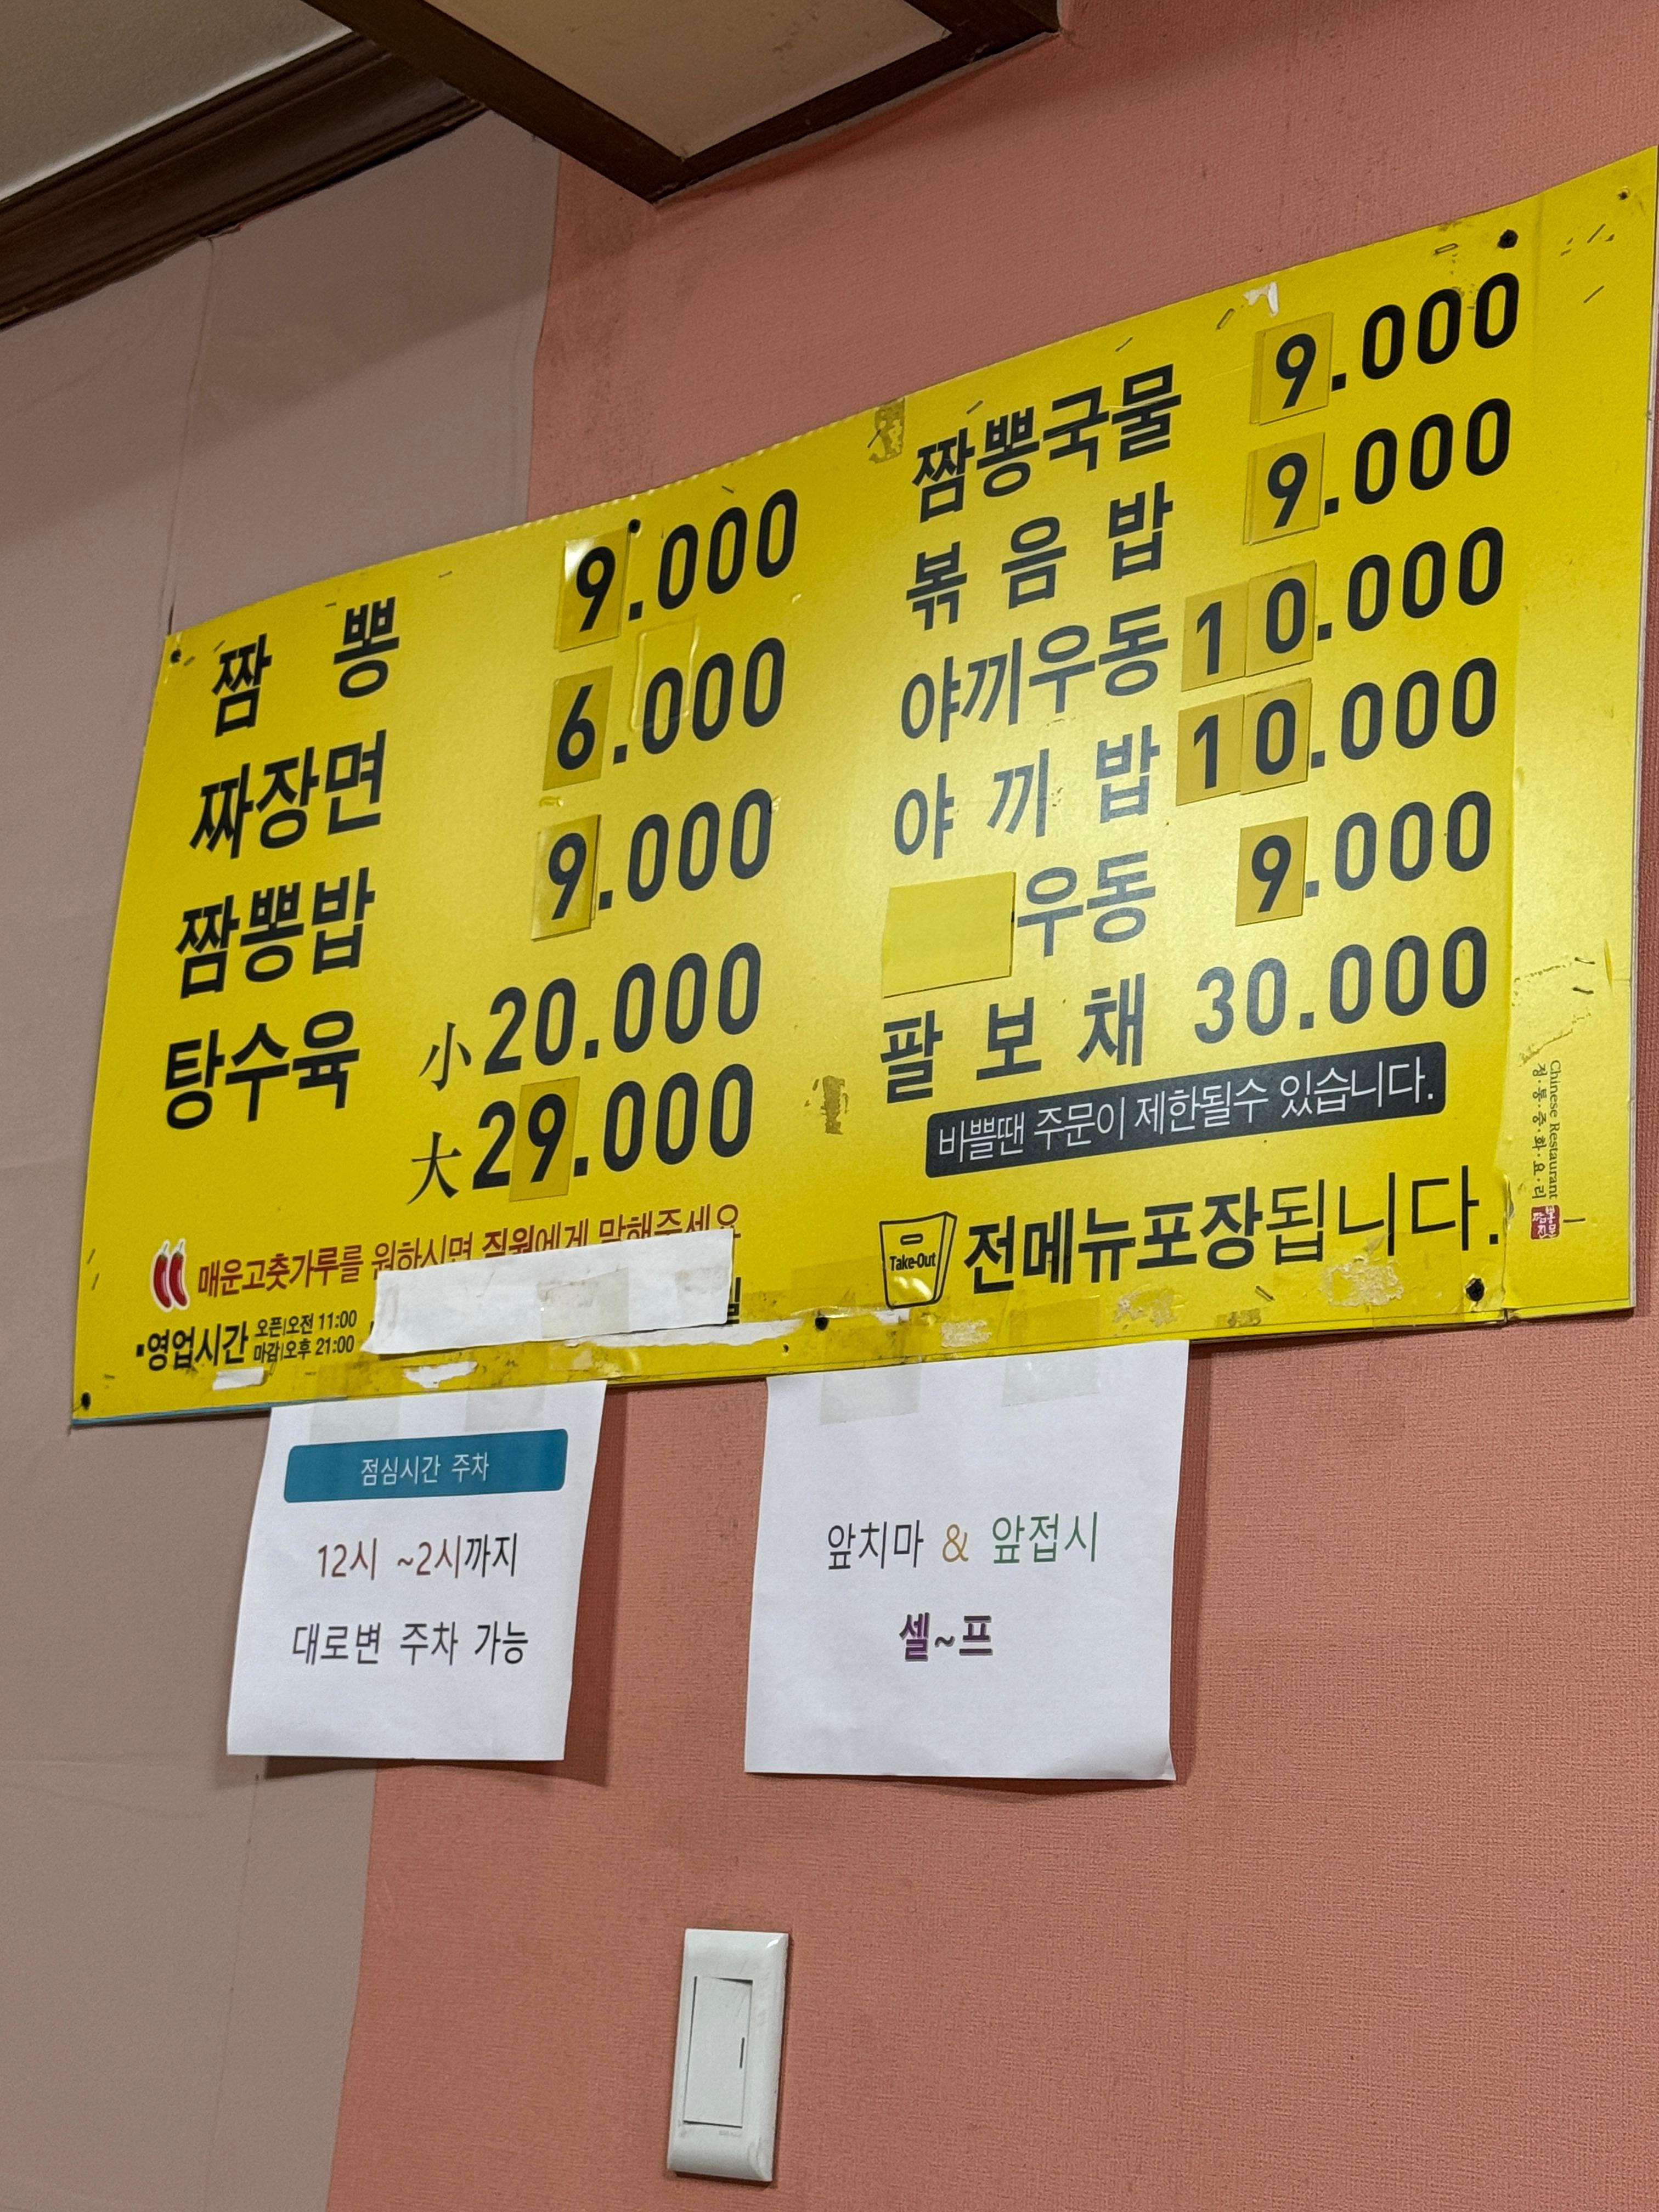 짬 뽕 9.000
짜장면 6.000
짬뽕밥 9.000
탕수육 小 20.000
大 29.000
매운고춧가루를 원하시면 직원에게 말해주세요
▪영업시간 오픈|오전 11:00
마감|오후 21:00
짬뽕국물 9.000
볶 음 밥 9.000
야끼우동 10.000
야 끼 밥 10.000
우동 9.000
팔 보 채 30.000
바쁠땐 주문이 제한될수 있습니다.
Take-Out 전메뉴포장됩니다.
Chinese Restaurant
점심시간 주차
12시 ~2시까지
대로변 주차 가능
앞치마 & 앞접시
셀~프